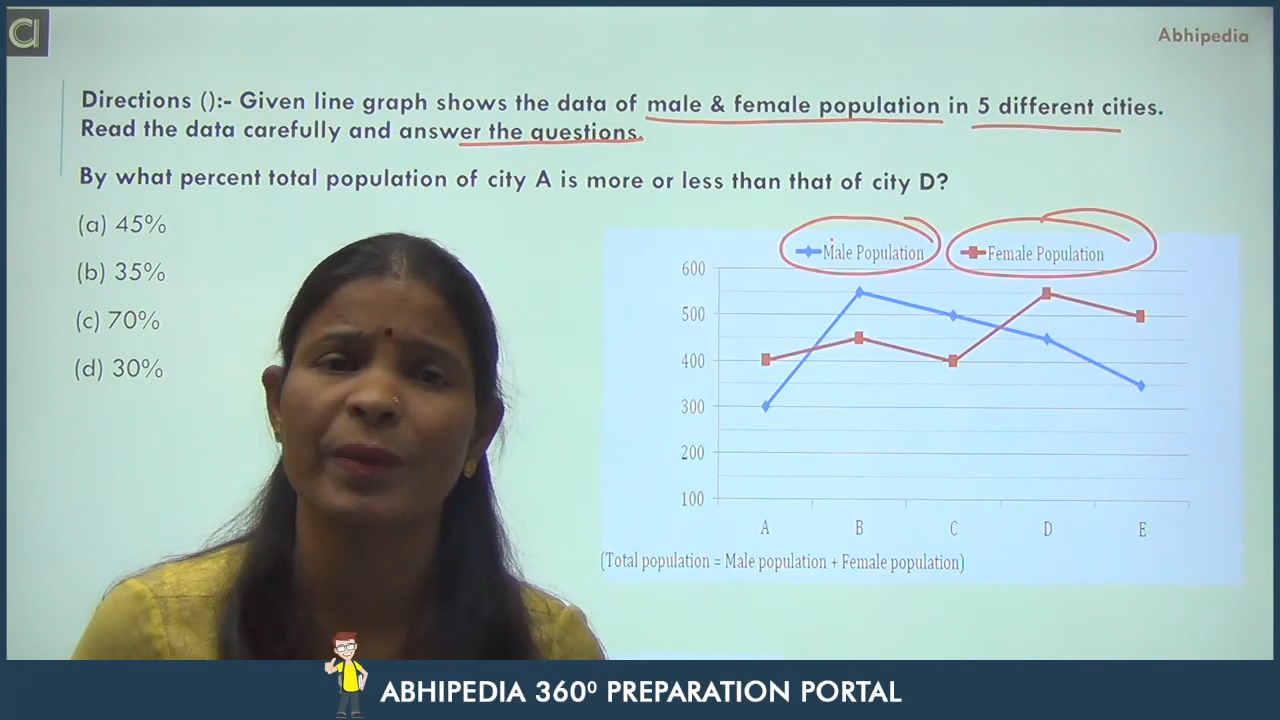 Abhipedia
Directions ():- Given line graph shows the data of male & female population in 5 different cities.
Read the data carefully and answer the questions.
By what percent total population of city A is more or less than that of city D?
(a) 45%
(b) 35%
(c) 70%
(d) 30%
Male Population Female Population
600
500
400
300
200
100
A B C D E
(Total population = Male population + Female population)
ABHIPEDIA 360⁰ PREPARATION PORTAL